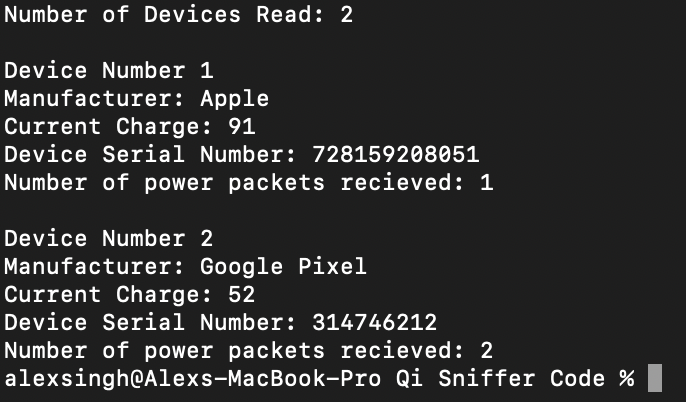 Number of Devices Read: 2
Device Number 1
Manufacturer: Apple
Current Charge: 91
Device Serial Number: 728159208051
Number of power packets recieved: 1
Device Number 2
Manufacturer: Google Pixel
Current Charge: 52
Device Serial Number: 314746212
Number of power packets recieved: 2
alexsingh@Alexs-MacBook-Pro Qi Sniffer Code %